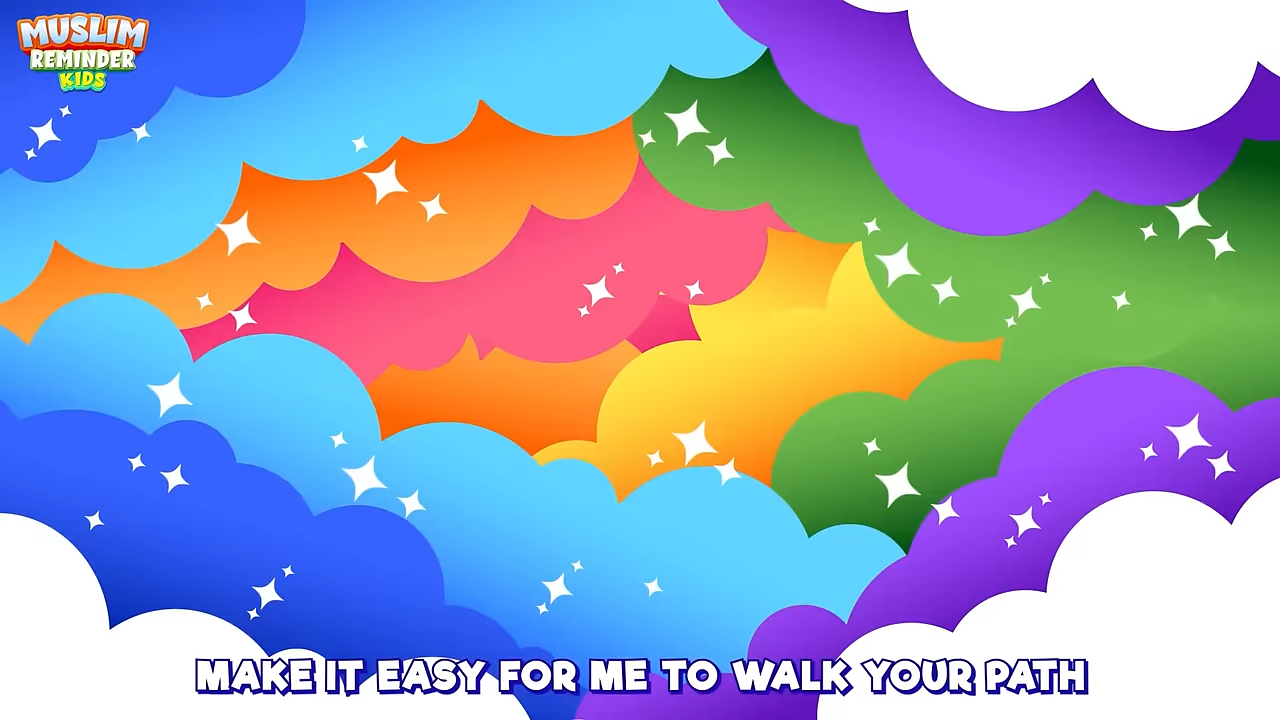 MUSLIM
REMINDER
KIDS
MAKE IT EASY FOR ME TO WALK YOUR PATH